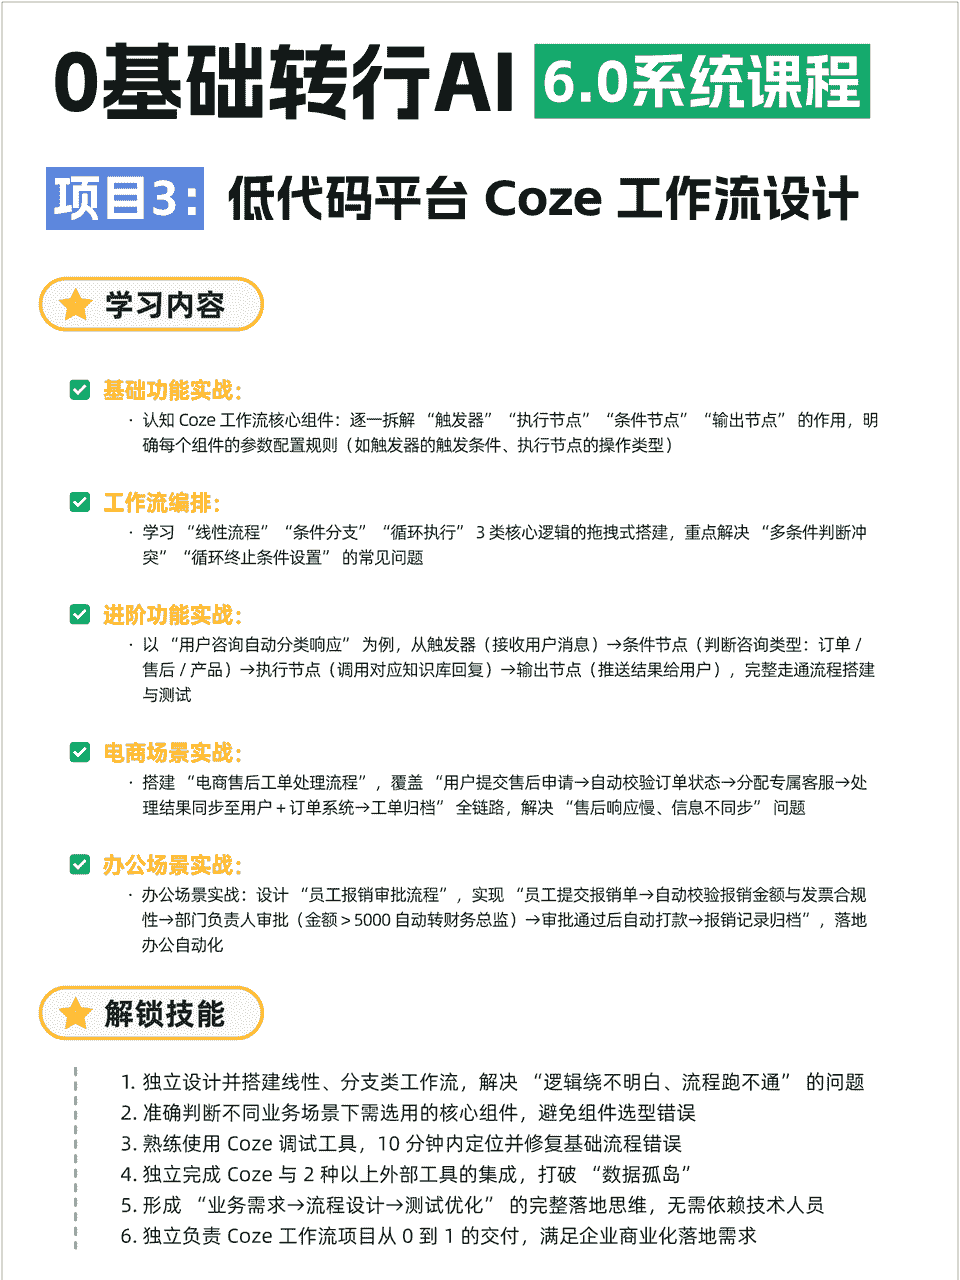 0基础转行AI 6.0系统课程
项目3： 低代码平台 Coze 工作流设计
学习内容
基础功能实战：
· 认知 Coze 工作流核心组件：逐一拆解 “触发器” “执行节点” “条件节点” “输出节点” 的作用，明
确每个组件的参数配置规则（如触发器的触发条件、执行节点的操作类型）
工作流编排：
· 学习 “线性流程” “条件分支” “循环执行” 3 类核心逻辑的拖拽式搭建，重点解决 “多条件判断冲
突” “循环终止条件设置” 的常见问题
进阶功能实战：
· 以 “用户咨询自动分类响应” 为例，从触发器（接收用户消息）→条件节点（判断咨询类型：订单 /
售后 / 产品）→执行节点（调用对应知识库回复）→输出节点（推送结果给用户），完整走通流程搭建
与测试
电商场景实战：
· 搭建 “电商售后工单处理流程” ，覆盖 “用户提交售后申请→自动校验订单状态→分配专属客服→处
理结果同步至用户 + 订单系统→工单归档” 全链路，解决 “售后响应慢、信息不同步” 问题
办公场景实战：
· 办公场景实战：设计 “员工报销审批流程” ，实现 “员工提交报销单→自动校验报销金额与发票合规
性→部门负责人审批（金额＞5000 自动转财务总监）→审批通过后自动打款→报销记录归档” ，落地
办公自动化
解锁技能
1. 独立设计并搭建线性、分支类工作流，解决 “逻辑绕不明白、流程跑不通” 的问题
2. 准确判断不同业务场景下需选用的核心组件，避免组件选型错误
3. 熟练使用 Coze 调试工具，10 分钟内定位并修复基础流程错误
4. 独立完成 Coze 与 2 种以上外部工具的集成，打破 “数据孤岛”
5. 形成 “业务需求→流程设计→测试优化” 的完整落地思维，无需依赖技术人员
6. 独立负责 Coze 工作流项目从 0 到 1 的交付，满足企业商业化落地需求